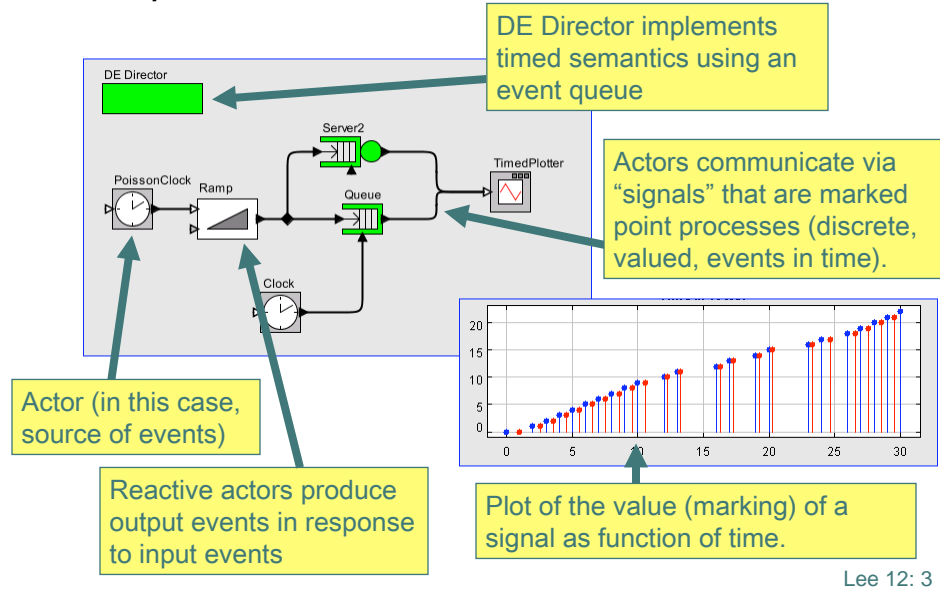 DE Director implements
timed semantics using an
event queue
DE Director
Server2
TimedPlotter
PoissonClock
Ramp
Queue
Clock
Actors communicate via
“signals” that are marked
point processes (discrete,
valued, events in time).
20
15
10
5
0
0
5
10
15
20
25
30
Actor (in this case,
source of events)
Reactive actors produce
output events in response
to input events
Plot of the value (marking) of a
signal as function of time.
Lee 12: 3